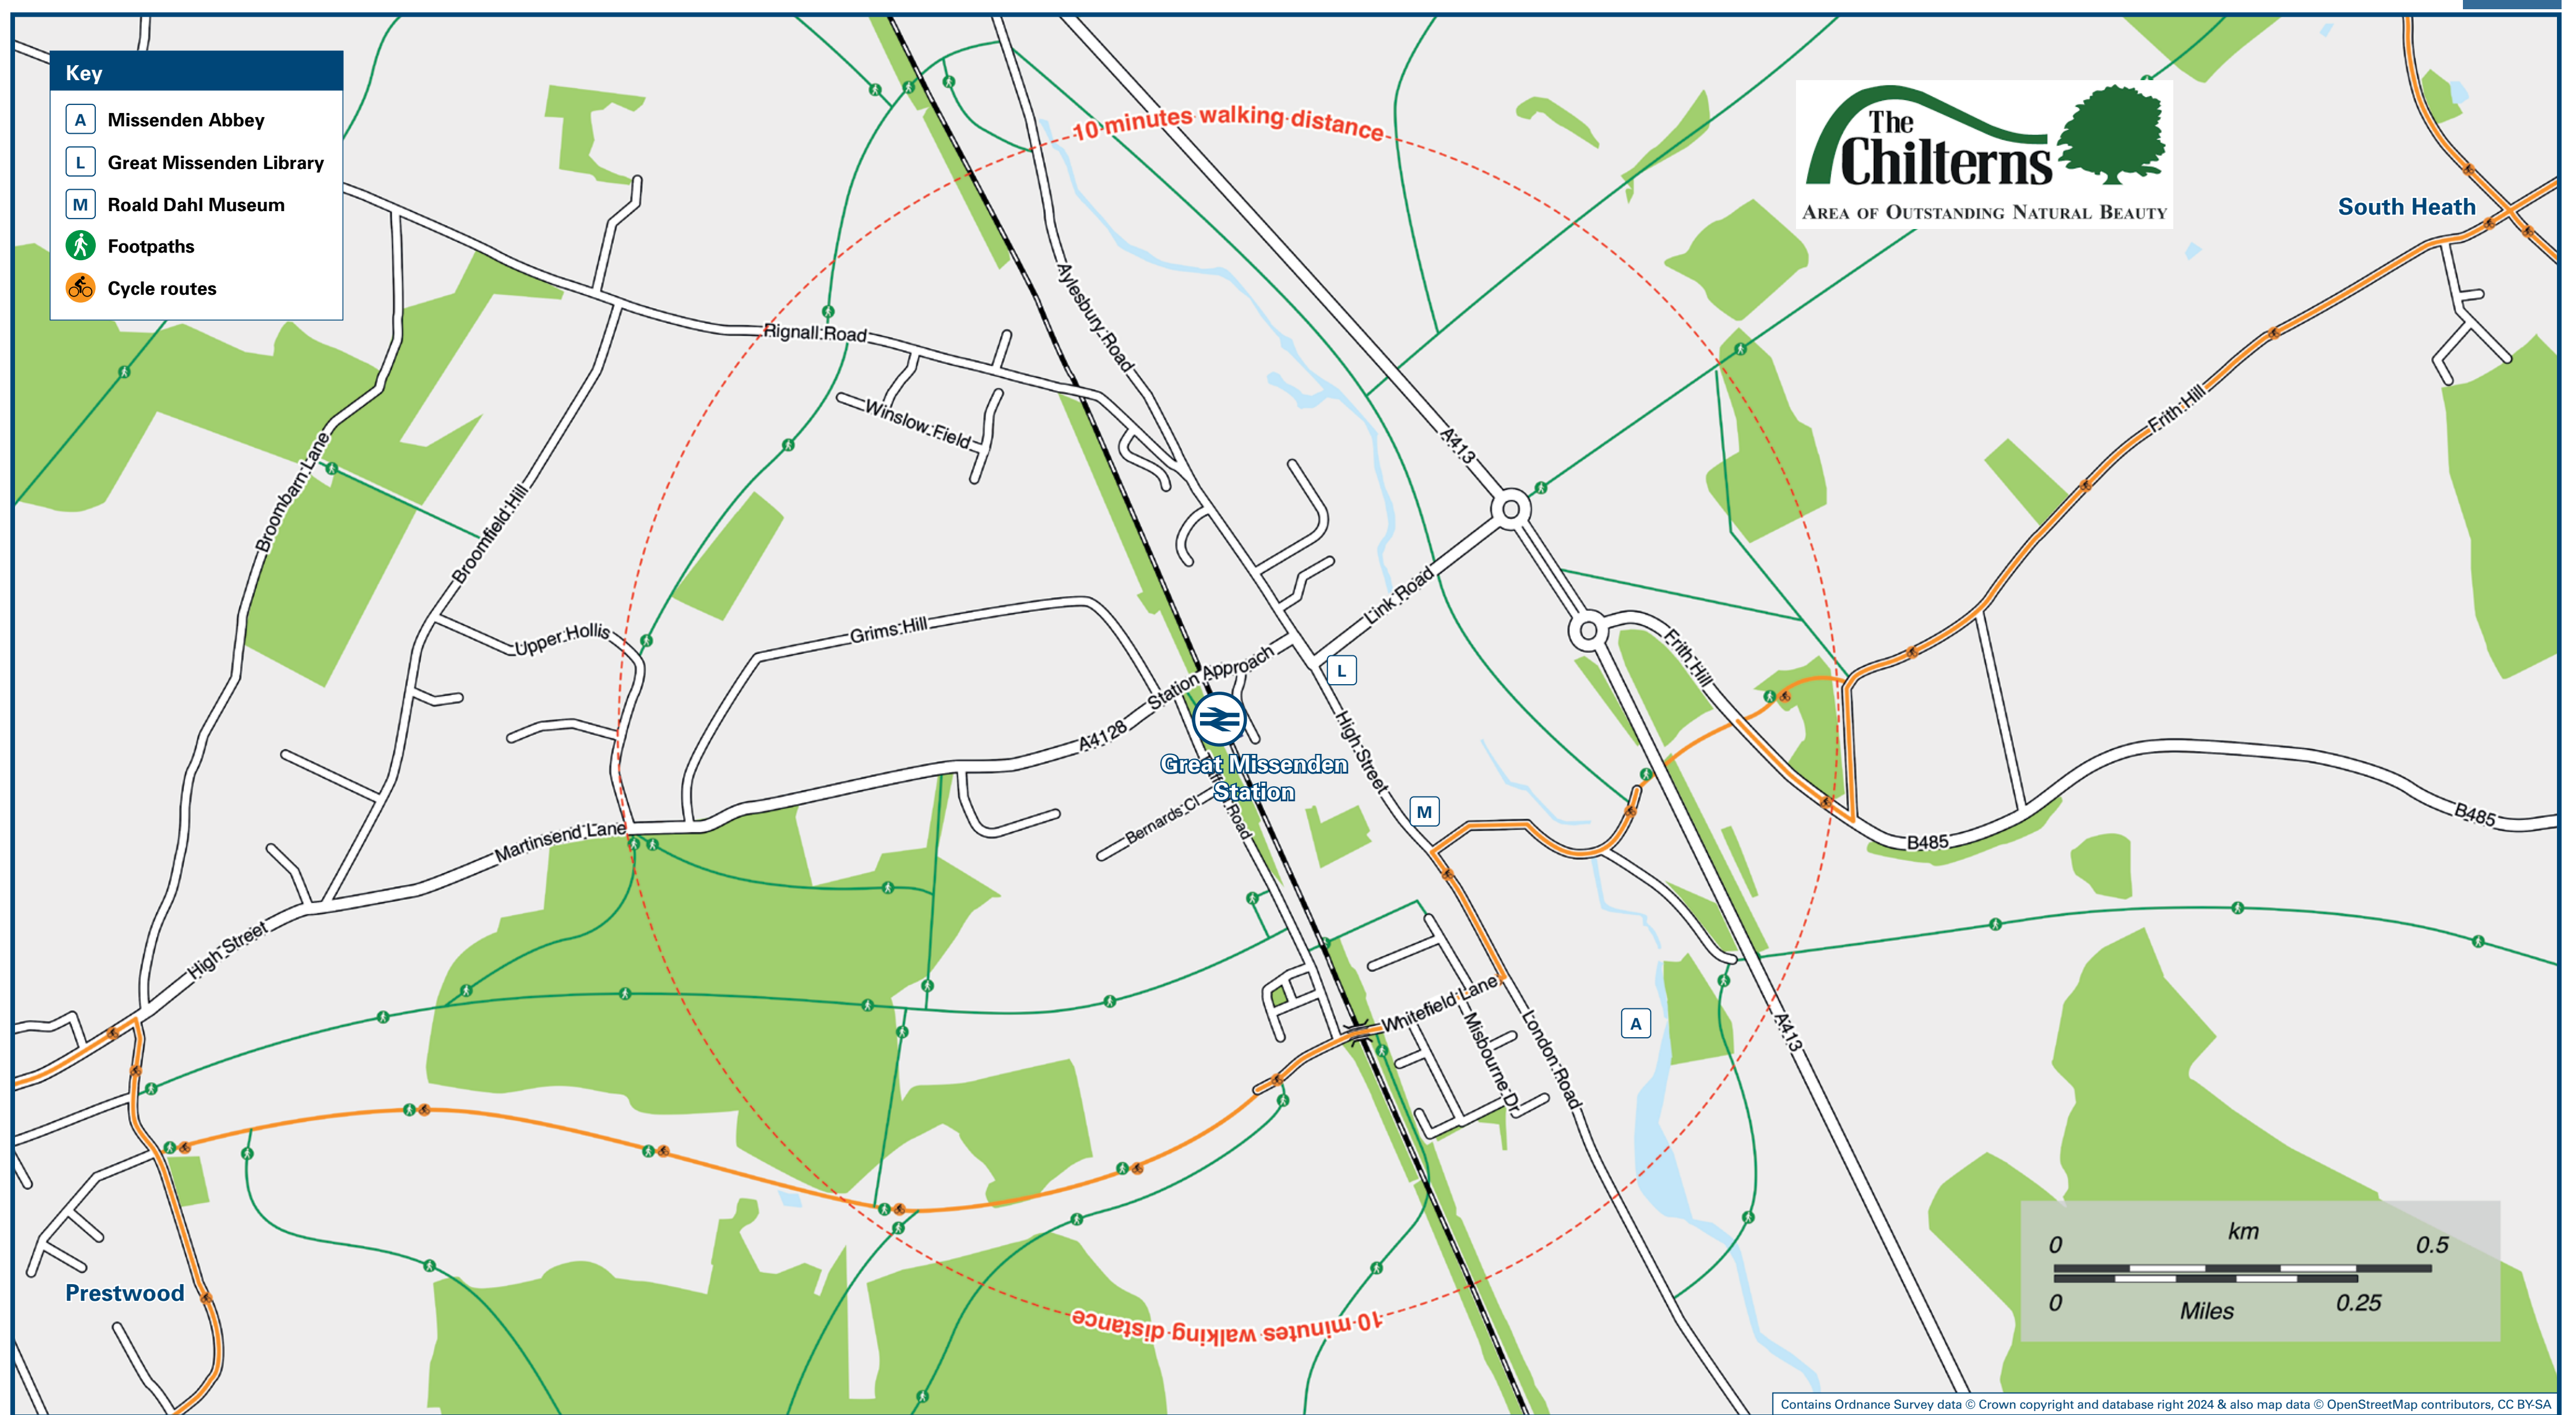 Key
A Missenden Abbey
L Great Missenden Library
M Roald Dahl Museum
Footpaths
Cycle routes
10 minutes walking distance
The
Chilterns
AREA OF OUTSTANDING NATURAL BEAUTY
South Heath
Aylesbury Road
Rignall Road
Winslow Field
A413
Frith Hill
Broombarn Lane
Broomfield Hill
Upper Hollis
Grims Hill
Link Road
Station Approach
L
Frith Hill
A4128
High Street
Great Missenden
Station
Road
Bernards Cl
M
Martinsend Lane
B485
B485
High Street
Whitefield Lane
Misbourne Dr
London Road
A
A413
Prestwood
10 minutes walking distance
km
0 0.5
0 0.25
Miles
Contains Ordnance Survey data © Crown copyright and database right 2024 & also map data © OpenStreetMap contributors, CC BY-SA